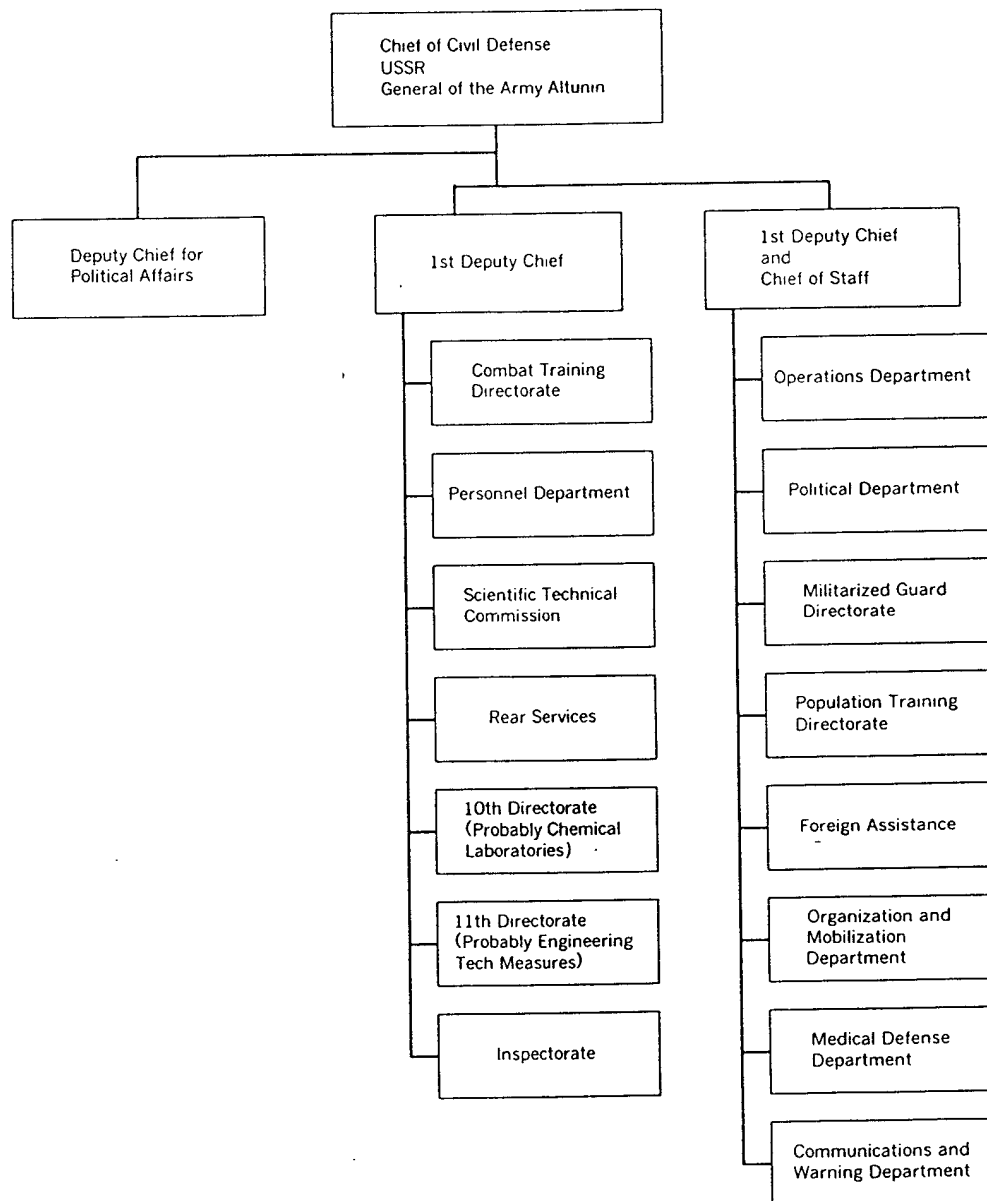 Chief of Civil Defense
USSR
General of the Army Altunin
Deputy Chief for
Political Affairs
1st Deputy Chief
1st Deputy Chief
and
Chief of Staff
Combat Training
Directorate
Personnel Department
Scientific Technical
Commission
Rear Services
10th Directorate
(Probably Chemical
Laboratories)
11th Directorate
(Probably Engineering
Tech Measures)
Inspectorate
Operations Department
Political Department
Militarized Guard
Directorate
Population Training
Directorate
Foreign Assistance
Organization and
Mobilization
Department
Medical Defense
Department
Communications and
Warning Department